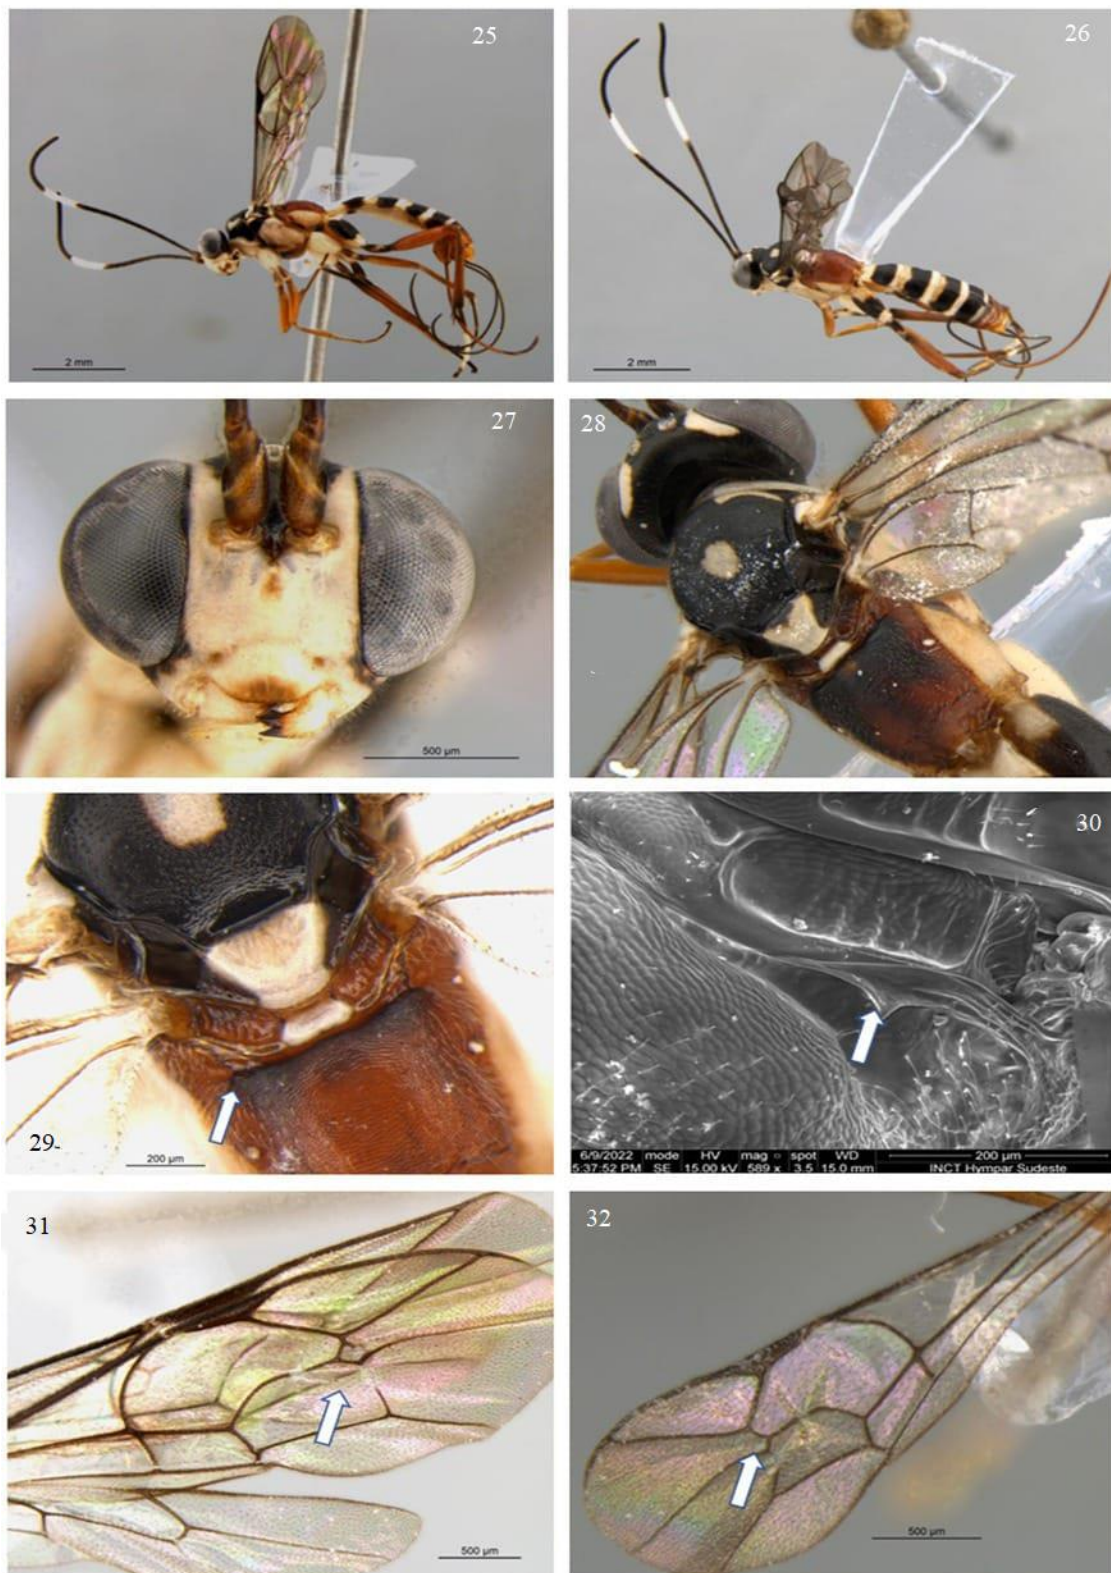 25
2 mm
26
2 mm
27
500 µm
28
29
200 µm
30
6/9/2022 mode HV mag ¤ spot WD
5:37:52 PM SE 15.00 kV 589 x 3.5 15.0 mm
200 µm
INCT Hympar Sudeste
31
500 µm
32
500 µm